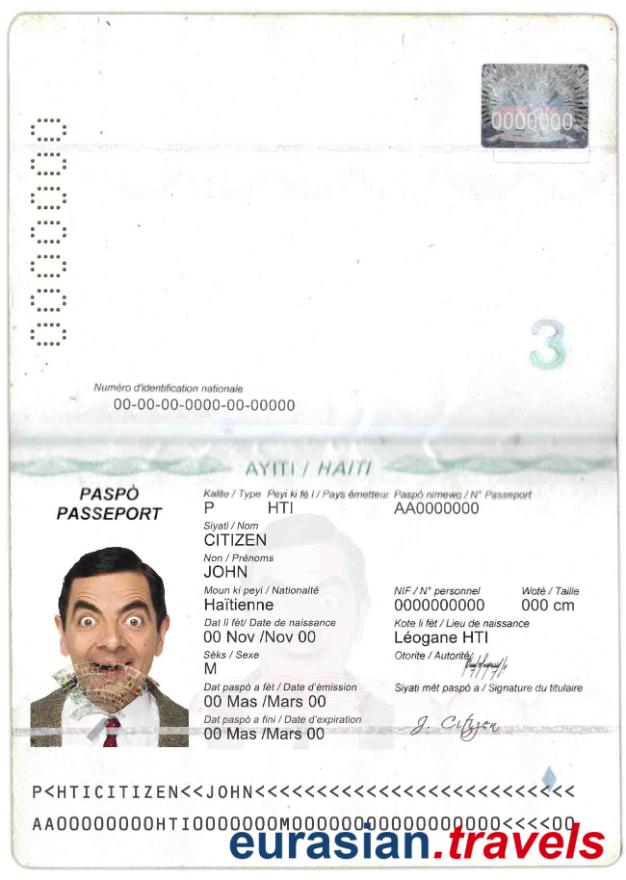 0000000
0000000
3
Numéro d'identification nationale
00-00-00-0000-00-00000
AYITI / HAITI
PASPÒ
PASSEPORT
Kalite / Type Peyi ki fè l / Pays émetteur Paspò nimewo / N° Passeport
P HTI AA0000000
Siyati / Nom
CITIZEN
Non / Prénoms
JOHN
Moun ki peyi / Nationalté NIF / N° personnel Wotè / Taille
Haïtienne 0000000000 000 cm
Dat li fèt/ Date de naissance Kote li fèt / Lieu de naissance
00 Nov /Nov 00 Léogane HTI
Sèks / Sexe Otorite / Autorité
M
Dat paspò a fèt / Date d'émission Siyati mèt paspò a / Signature du titulaire
00 Mas /Mars 00
Dat paspò a fini / Date d'expiration J. Citizen
00 Mas /Mars 00
P<HTICITIZEN<<JOHN<<<<<<<<<<<<<<<<<<<<<<<<<<
AA00000000HTI0000000M0000000000000000000<<<<00
eurasian.travels